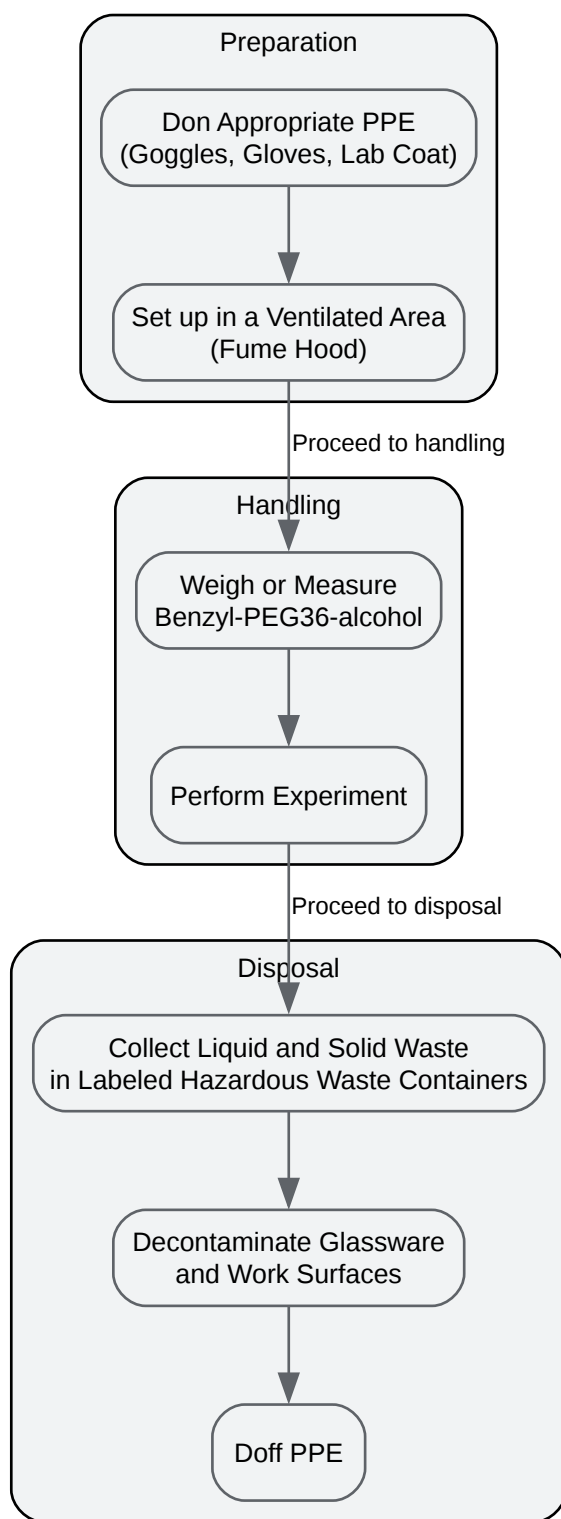 Preparation
Don Appropriate PPE
(Goggles, Gloves, Lab Coat)
Set up in a Ventilated Area
(Fume Hood)
Proceed to handling
Handling
Weigh or Measure
Benzyl-PEG36-alcohol
Perform Experiment
Proceed to disposal
Disposal
Collect Liquid and Solid Waste
in Labeled Hazardous Waste Containers
Decontaminate Glassware
and Work Surfaces
Doff PPE